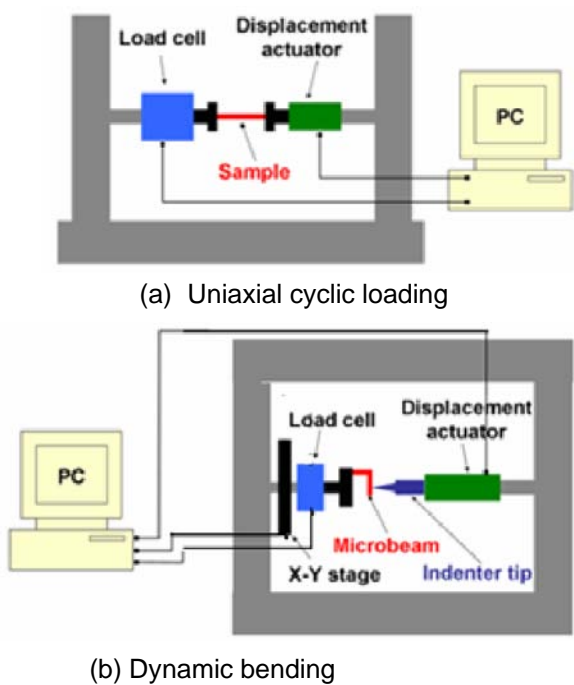 Load cell
Displacement
actuator
PC
Sample
(a) Uniaxial cyclic loading
Load cell
Displacement
actuator
PC
Microbeam
X-Y stage
Indenter tip
(b) Dynamic bending